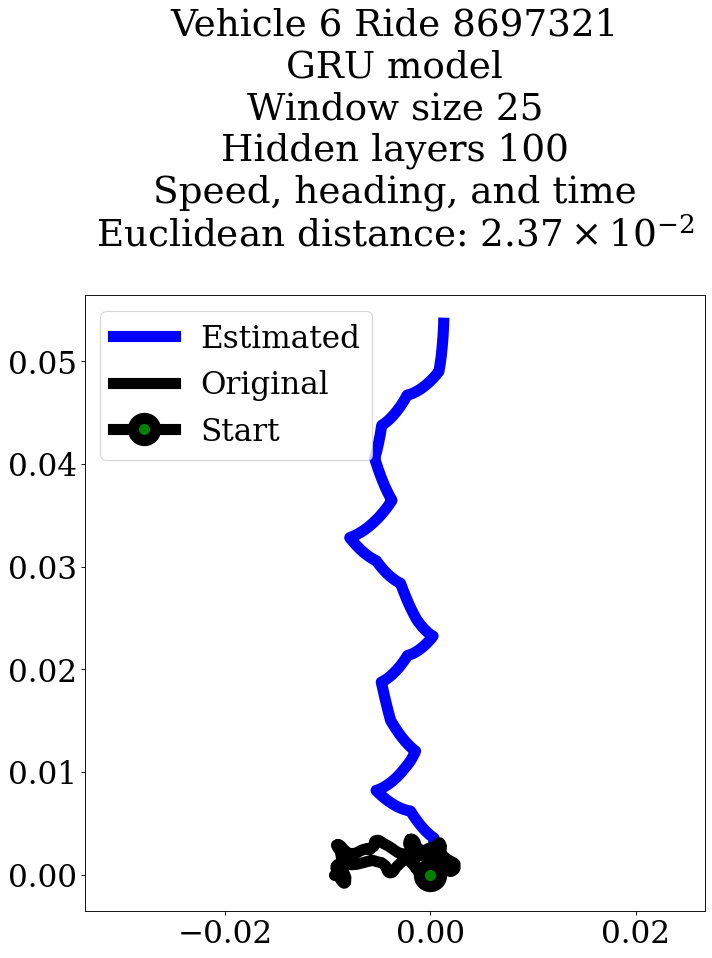 Vehicle 6 Ride 8697321
GRU model
Window size 25
Hidden layers 100
Speed, heading, and time
Euclidean distance: 2.37 × 10⁻²
Estimated
Original
Start
0.05
0.04
0.03
0.02
0.01
0.00
−0.02 0.00 0.02